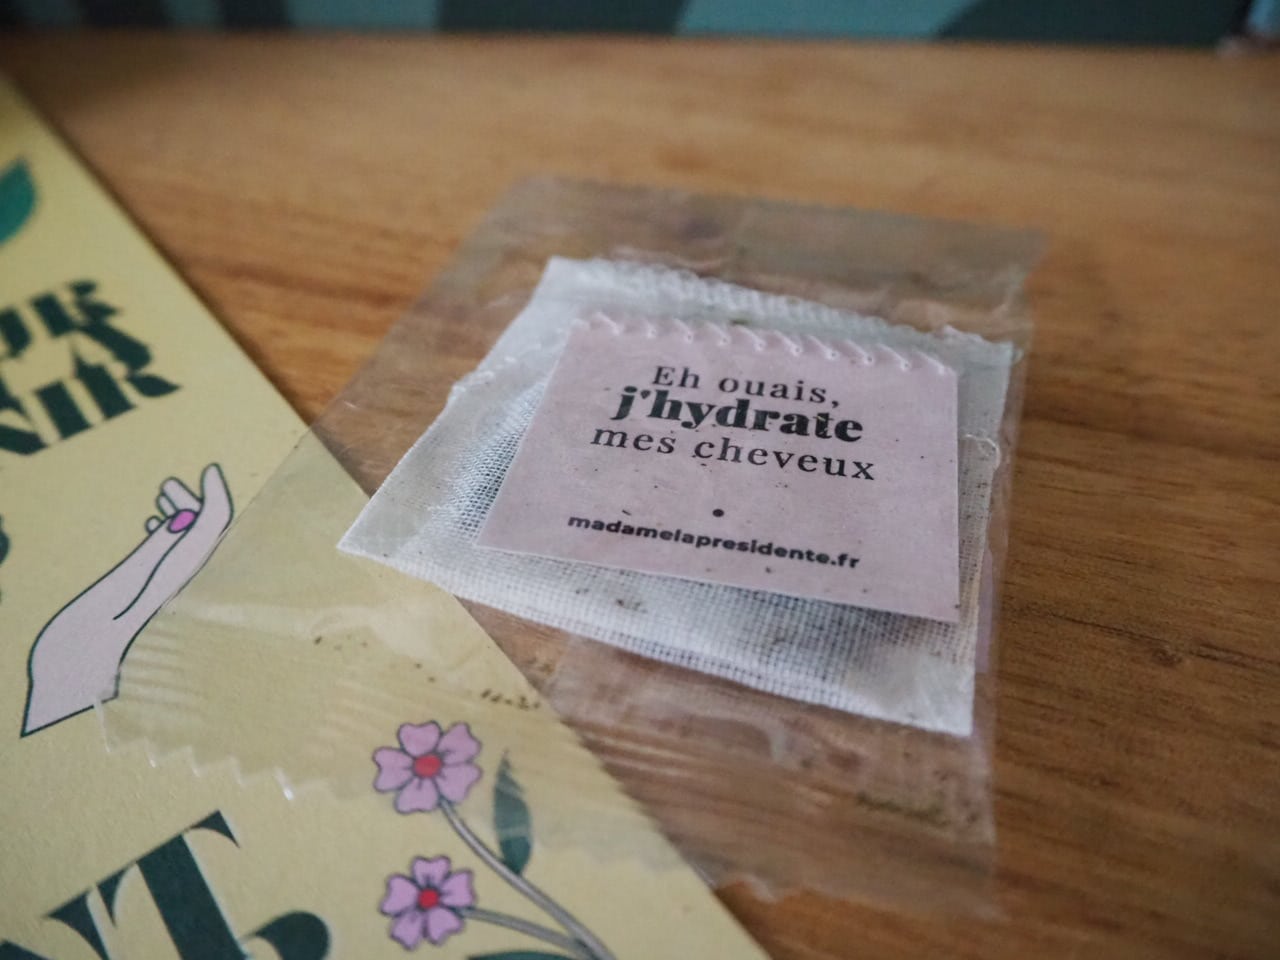 Eh ouais,
j'hydrate
mes cheveux
•
madamelapresidente.fr